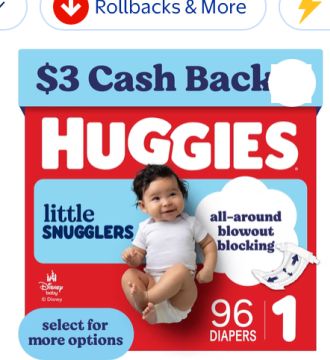 Rollbacks & More
$3 Cash Back
HUGGIES
little
SNUGGLERS
all-around
blowout
blocking
Disney
baby
© Disney
96
DIAPERS
1
select for
more options